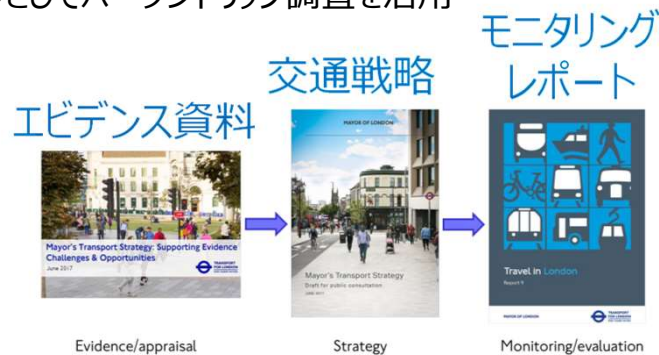 としてパーソントリップ調査を活用
エビデンス資料
交通戦略
モニタリング
レポート
Mayor's Transport Strategy: Supporting Evidence
Challenges & Opportunities
June 2017
TRANSPORT
FOR LONDON
MAYOR OF LONDON
Mayor's Transport Strategy
Draft for public consultation
JUNE 2017
Travel in London
Report 9
MAYOR OF LONDON
TRANSPORT
FOR LONDON
Evidence/appraisal
Strategy
Monitoring/evaluation